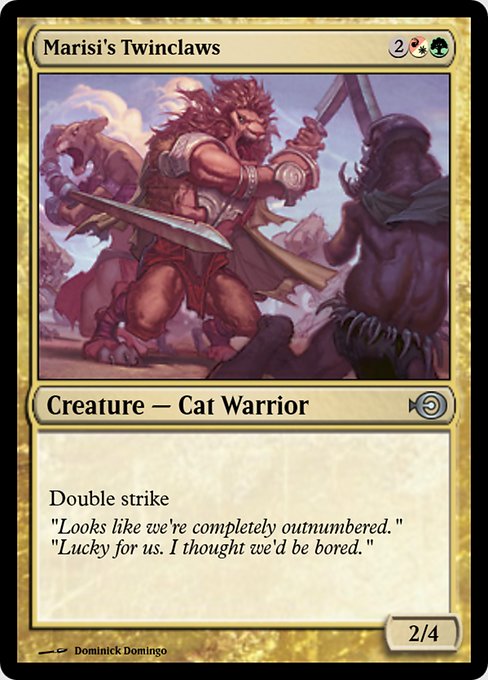 Marisi's Twinclaws 2
Creature — Cat Warrior
Double strike
"Looks like we're completely outnumbered."
"Lucky for us. I thought we'd be bored."
2/4
Dominick Domingo